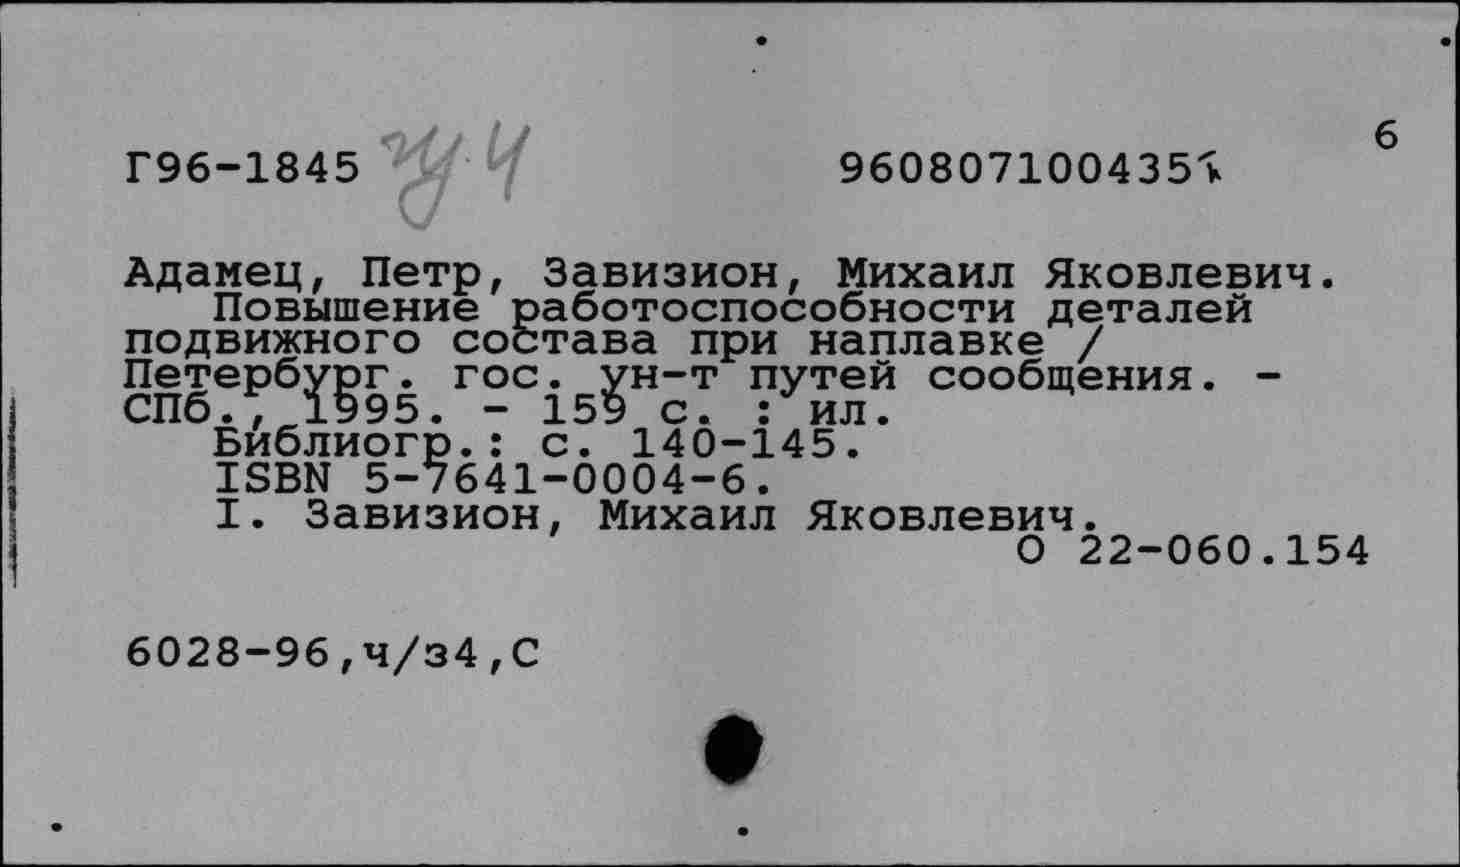 6
Г96-1845 9608071004351
Адамец, Петр, Завизион, Михаил Яковлевич.
Повышение работоспособности деталей
подвижного состава при наплавке /
Петербург. гос. ун-т путей сообщения. -
СПб., 1995. - 159 с. : ил.
Библиогр.: с. 140-145.
ISBN 5-7641-0004-6.
I. Завизион, Михаил Яковлевич.
О 22-060.154
6028-96,ч/з4,С